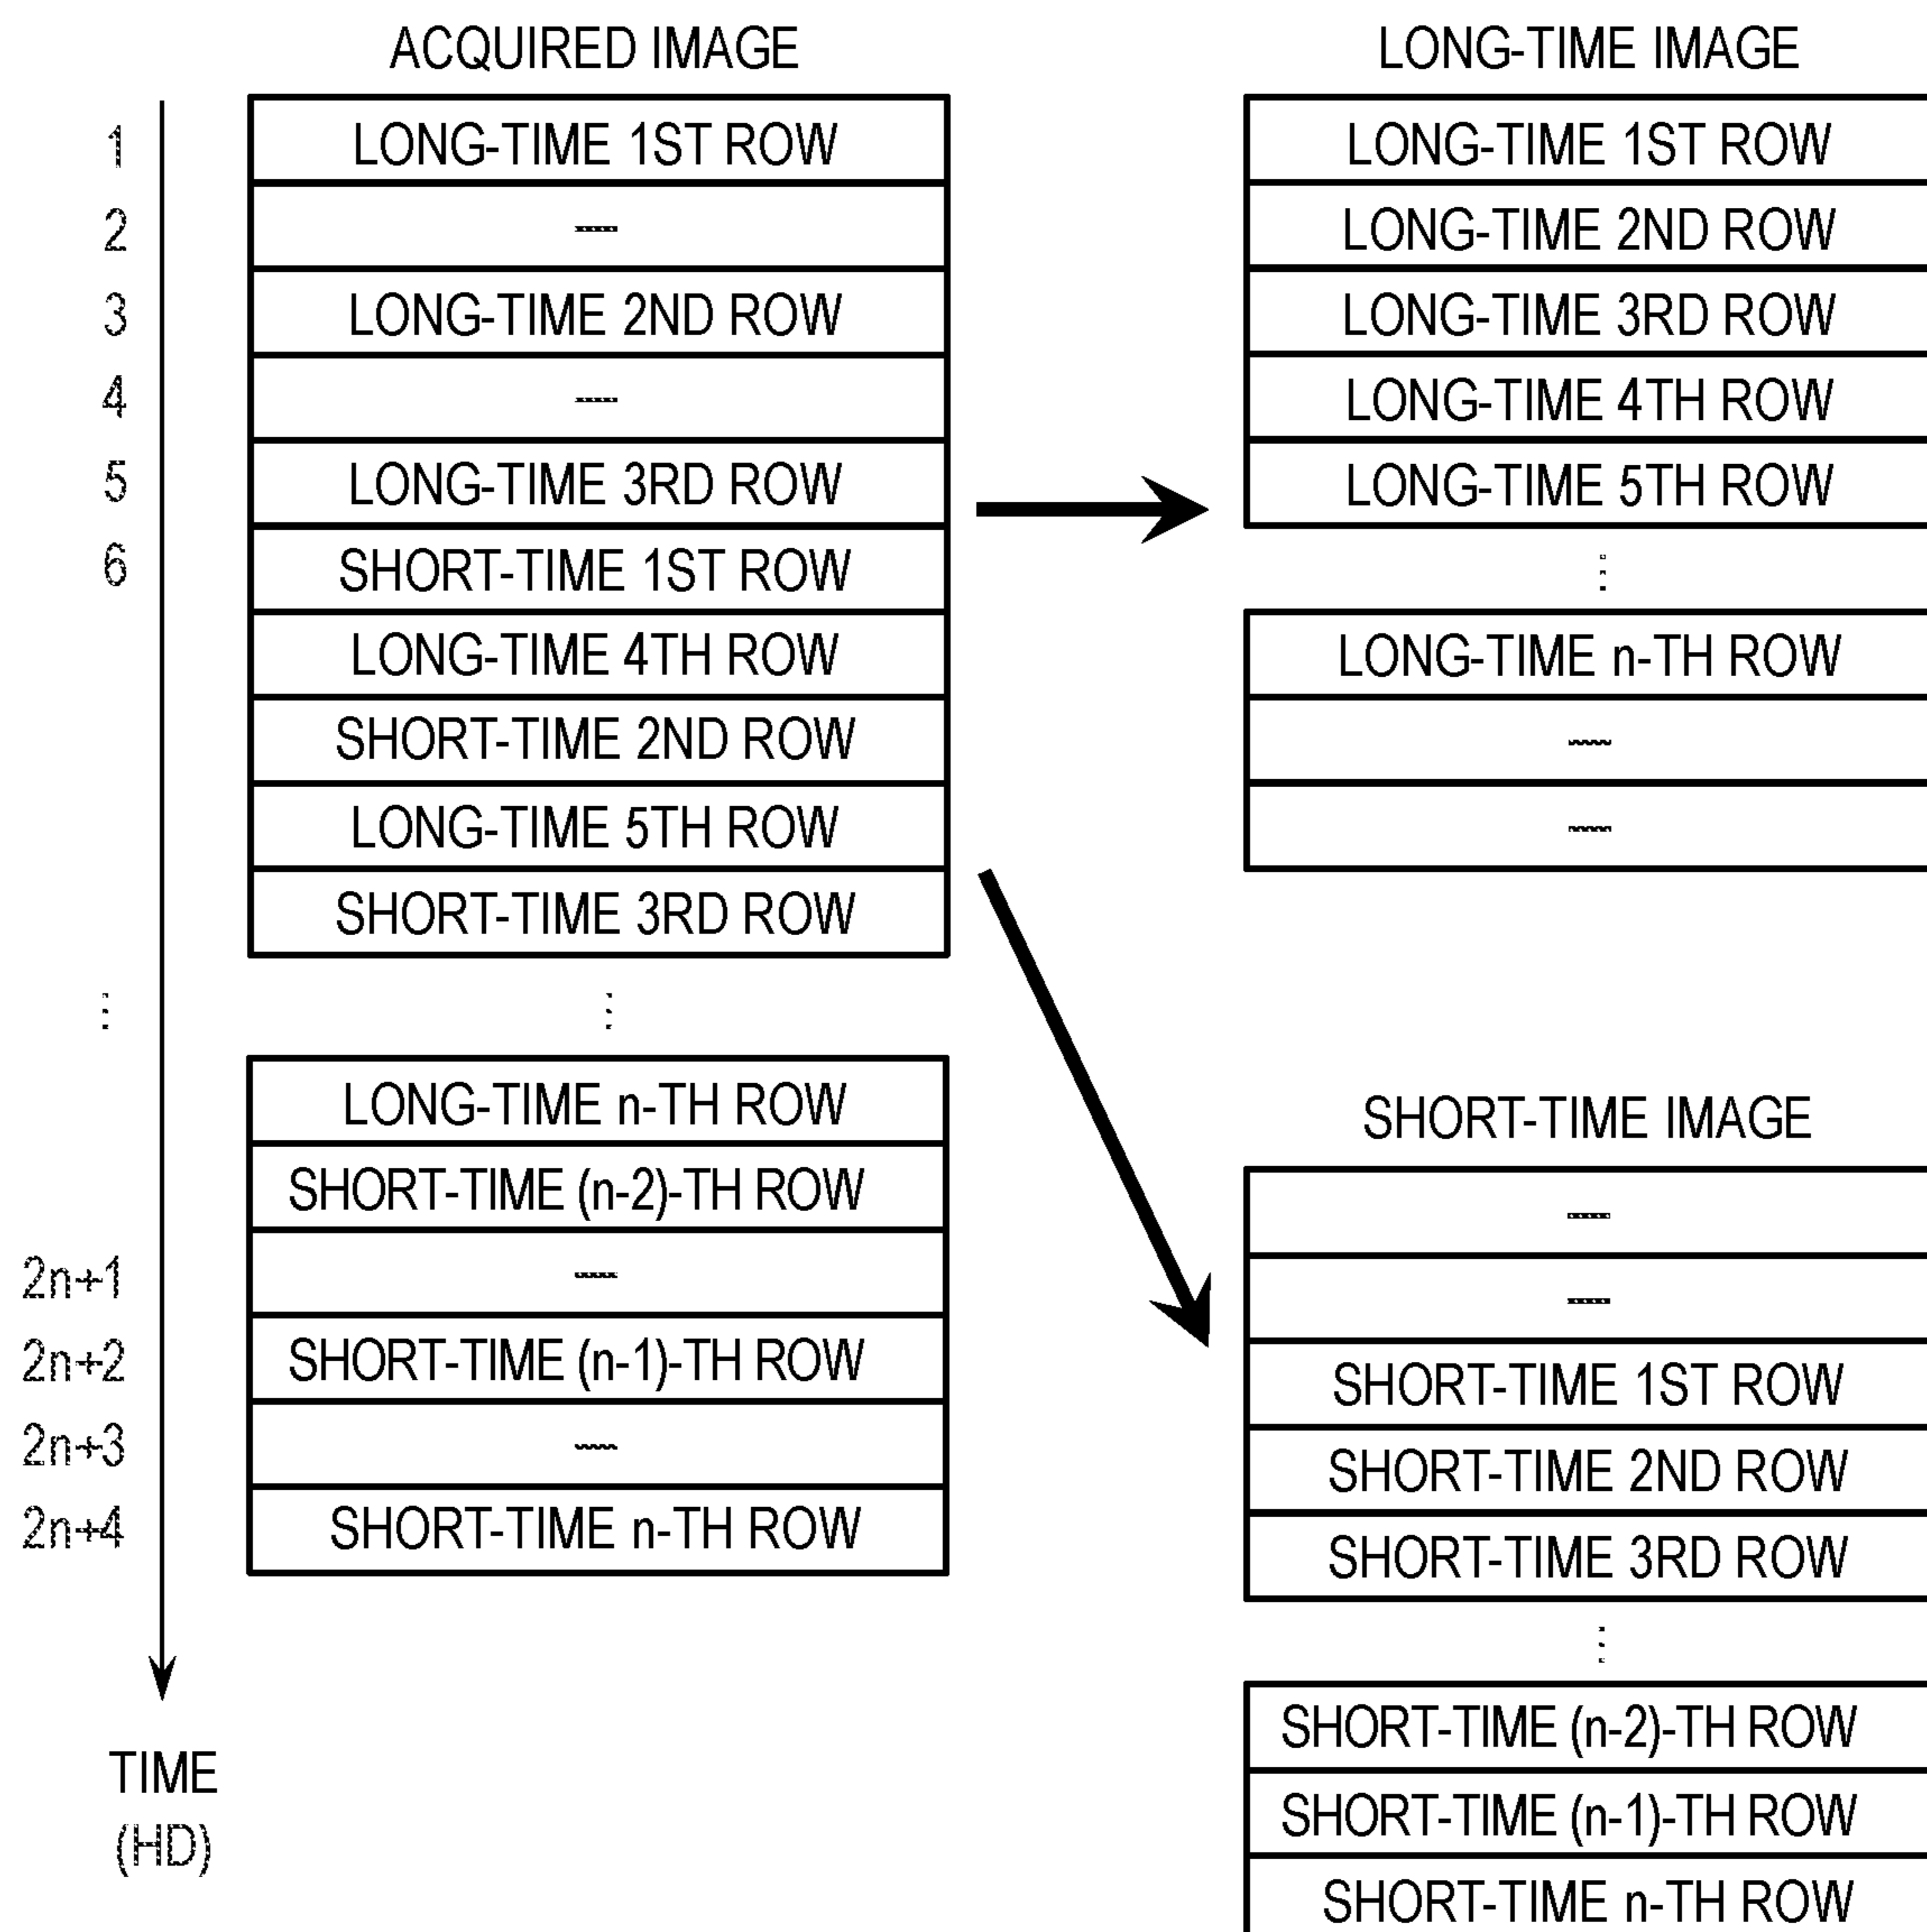 ACQUIRED IMAGE
1 LONG-TIME 1ST ROW
2 ----
3 LONG-TIME 2ND ROW
4 ----
5 LONG-TIME 3RD ROW
6 SHORT-TIME 1ST ROW
LONG-TIME 4TH ROW
SHORT-TIME 2ND ROW
LONG-TIME 5TH ROW
SHORT-TIME 3RD ROW
⋮ ⋮
LONG-TIME n-TH ROW
SHORT-TIME (n-2)-TH ROW
2n+1 ----
2n+2 SHORT-TIME (n-1)-TH ROW
2n+3 ----
2n+4 SHORT-TIME n-TH ROW
TIME
(HD)
LONG-TIME IMAGE
LONG-TIME 1ST ROW
LONG-TIME 2ND ROW
LONG-TIME 3RD ROW
LONG-TIME 4TH ROW
LONG-TIME 5TH ROW
⋮
LONG-TIME n-TH ROW
----
----
SHORT-TIME IMAGE
----
----
SHORT-TIME 1ST ROW
SHORT-TIME 2ND ROW
SHORT-TIME 3RD ROW
⋮
SHORT-TIME (n-2)-TH ROW
SHORT-TIME (n-1)-TH ROW
SHORT-TIME n-TH ROW